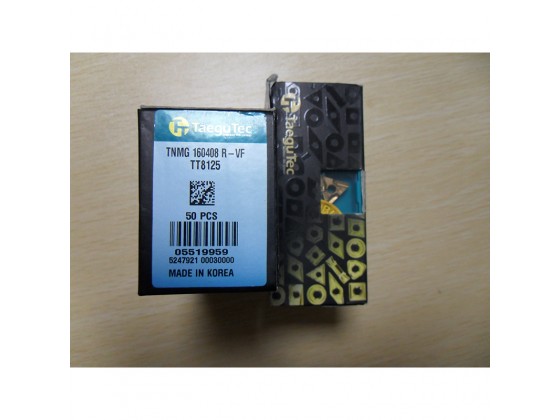 TaeguTec
TNMG 160408 R-VF
TT8125
50 PCS
05519959
5247921 00030000
MADE IN KOREA
TaeguTec